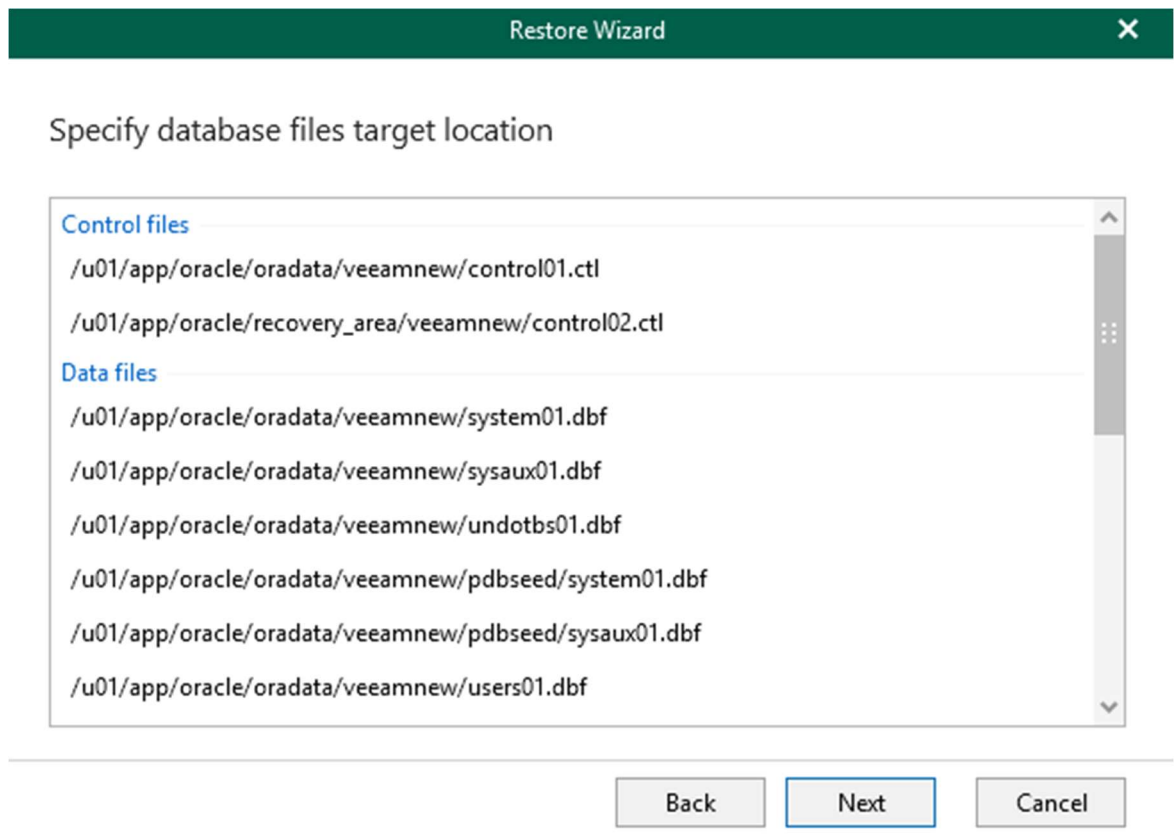 Restore Wizard
Specify database files target location
Control files
/u01/app/oracle/oradata/veeamnew/control01.ctl
/u01/app/oracle/recovery_area/veeamnew/control02.ctl
Data files
/u01/app/oracle/oradata/veeamnew/system01.dbf
/u01/app/oracle/oradata/veeamnew/sysaux01.dbf
/u01/app/oracle/oradata/veeamnew/undotbs01.dbf
/u01/app/oracle/oradata/veeamnew/pdbseed/system01.dbf
/u01/app/oracle/oradata/veeamnew/pdbseed/sysaux01.dbf
/u01/app/oracle/oradata/veeamnew/users01.dbf
Back Next Cancel